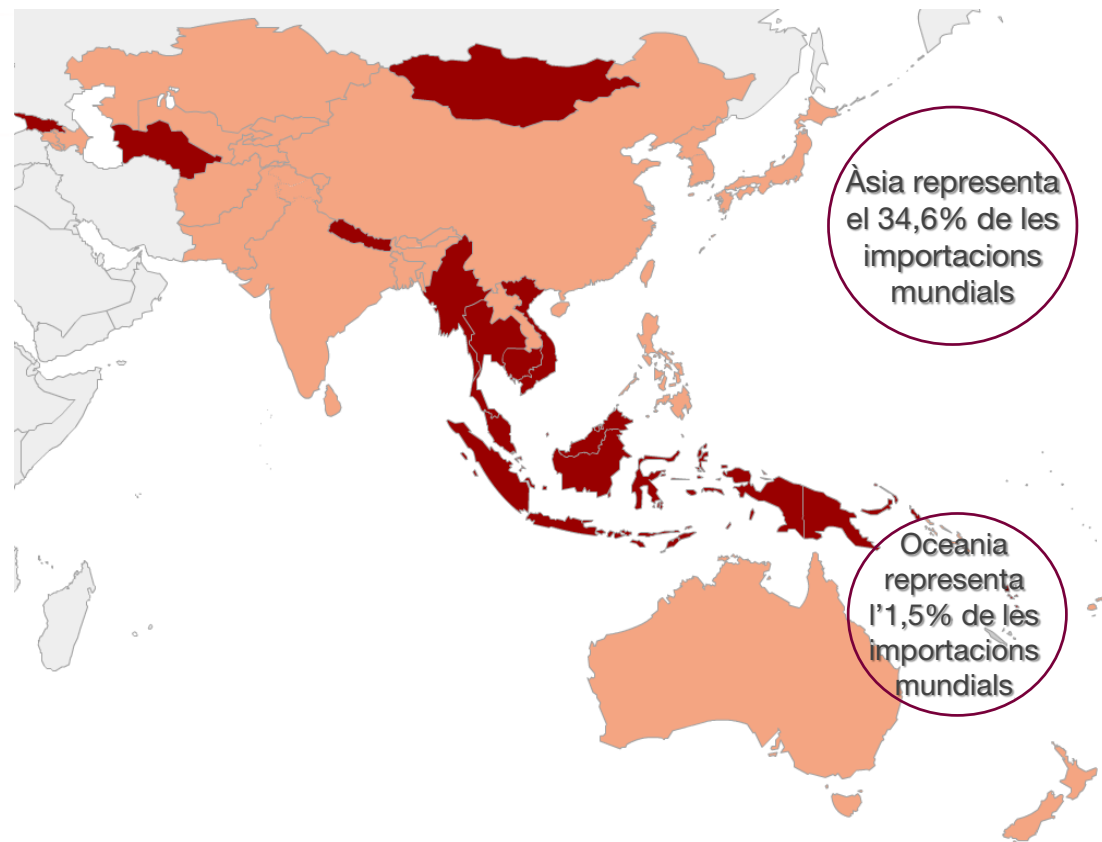 Àsia representa
el 34,6% de les
importacions
mundials
Oceania
representa
l'1,5% de les
importacions
mundials